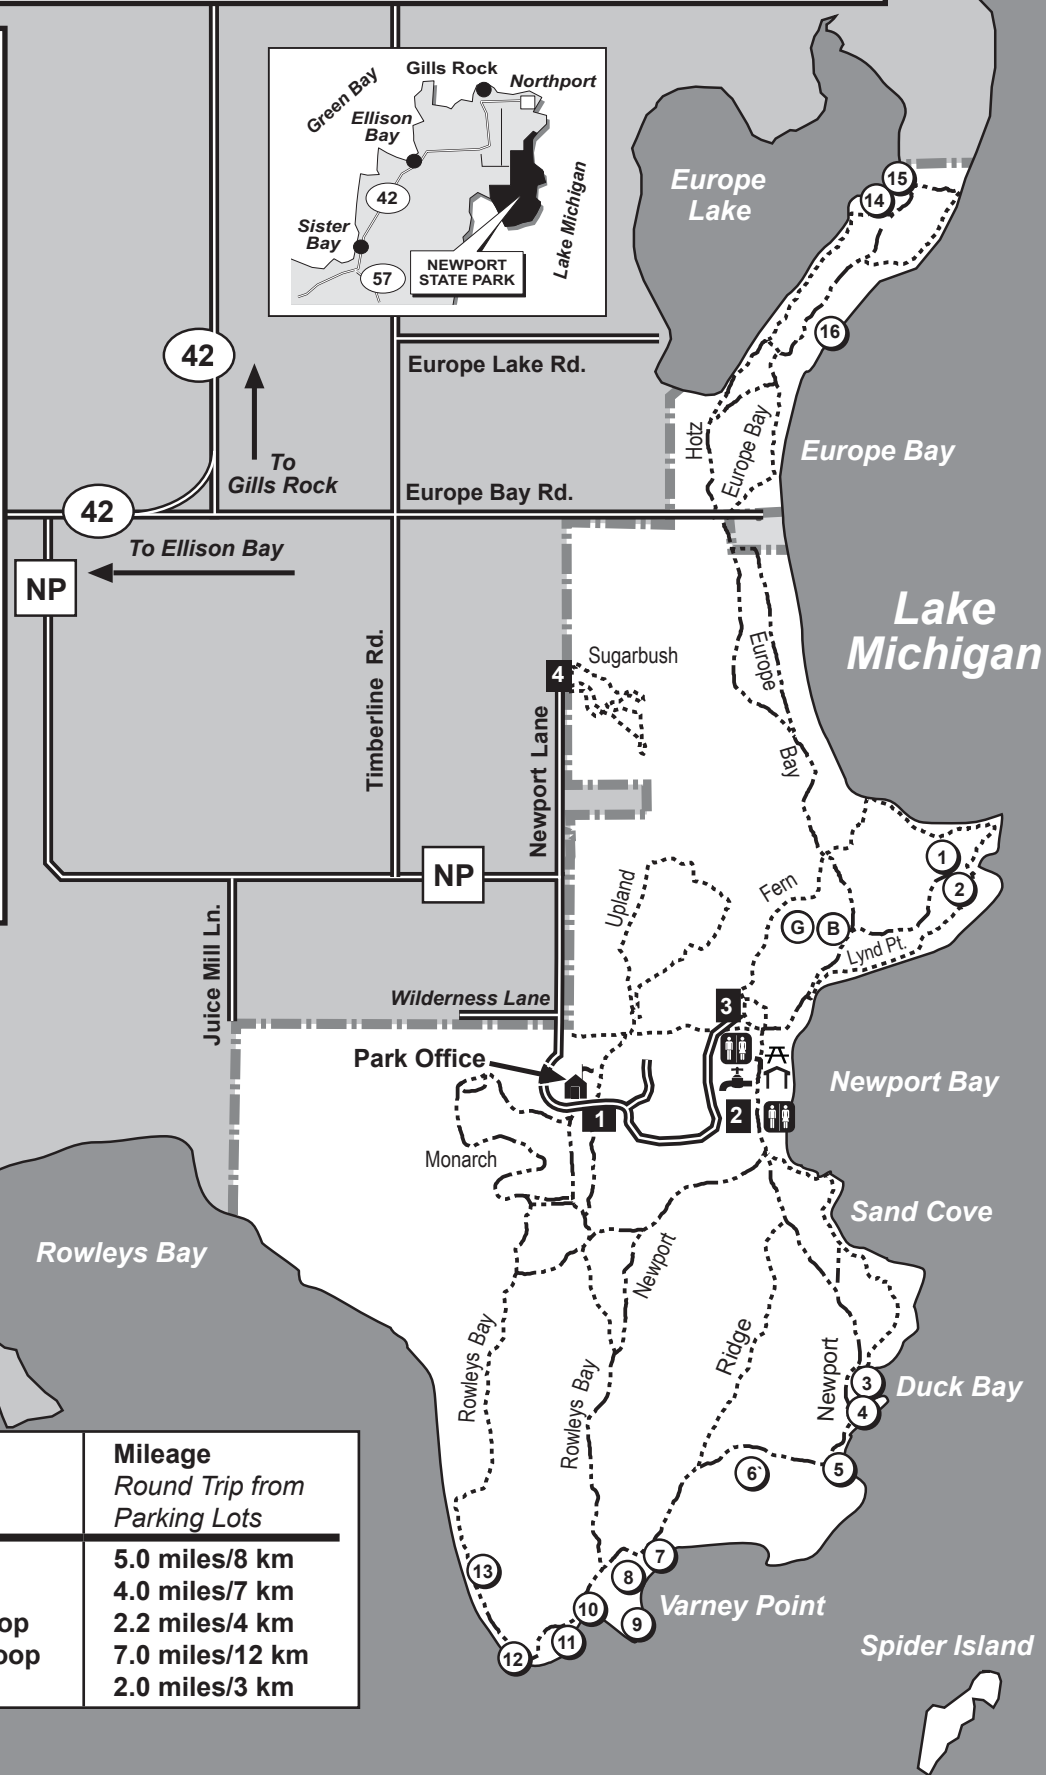 Gills Rock
Northport
Green Bay
Ellison
Bay
42
Lake Michigan
Sister
Bay
57
NEWPORT
STATE PARK
Europe
Lake
15
14
16
42
Europe Lake Rd.
To
Gills Rock
Hotz
Europe Bay
Europe Bay
Europe Bay Rd.
42
To Ellison Bay
NP
Lake
Michigan
Timberline Rd.
4
Sugarbush
Europe
Newport Lane
Bay
1
2
NP
Upland
Fern
G
B
Lynd Pt.
Juice Mill Ln.
Wilderness Lane
3
Park Office
Newport Bay
1
2
Monarch
Sand Cove
Rowleys Bay
Newport
Rowleys Bay
Ridge
Newport
Rowleys Bay
3
Duck Bay
4
5
6`
7
8
13
10
9
Varney Point
11
12
Spider Island
Mileage
Round Trip from
Parking Lots
5.0 miles/8 km
4.0 miles/7 km
op 2.2 miles/4 km
oop 7.0 miles/12 km
2.0 miles/3 km